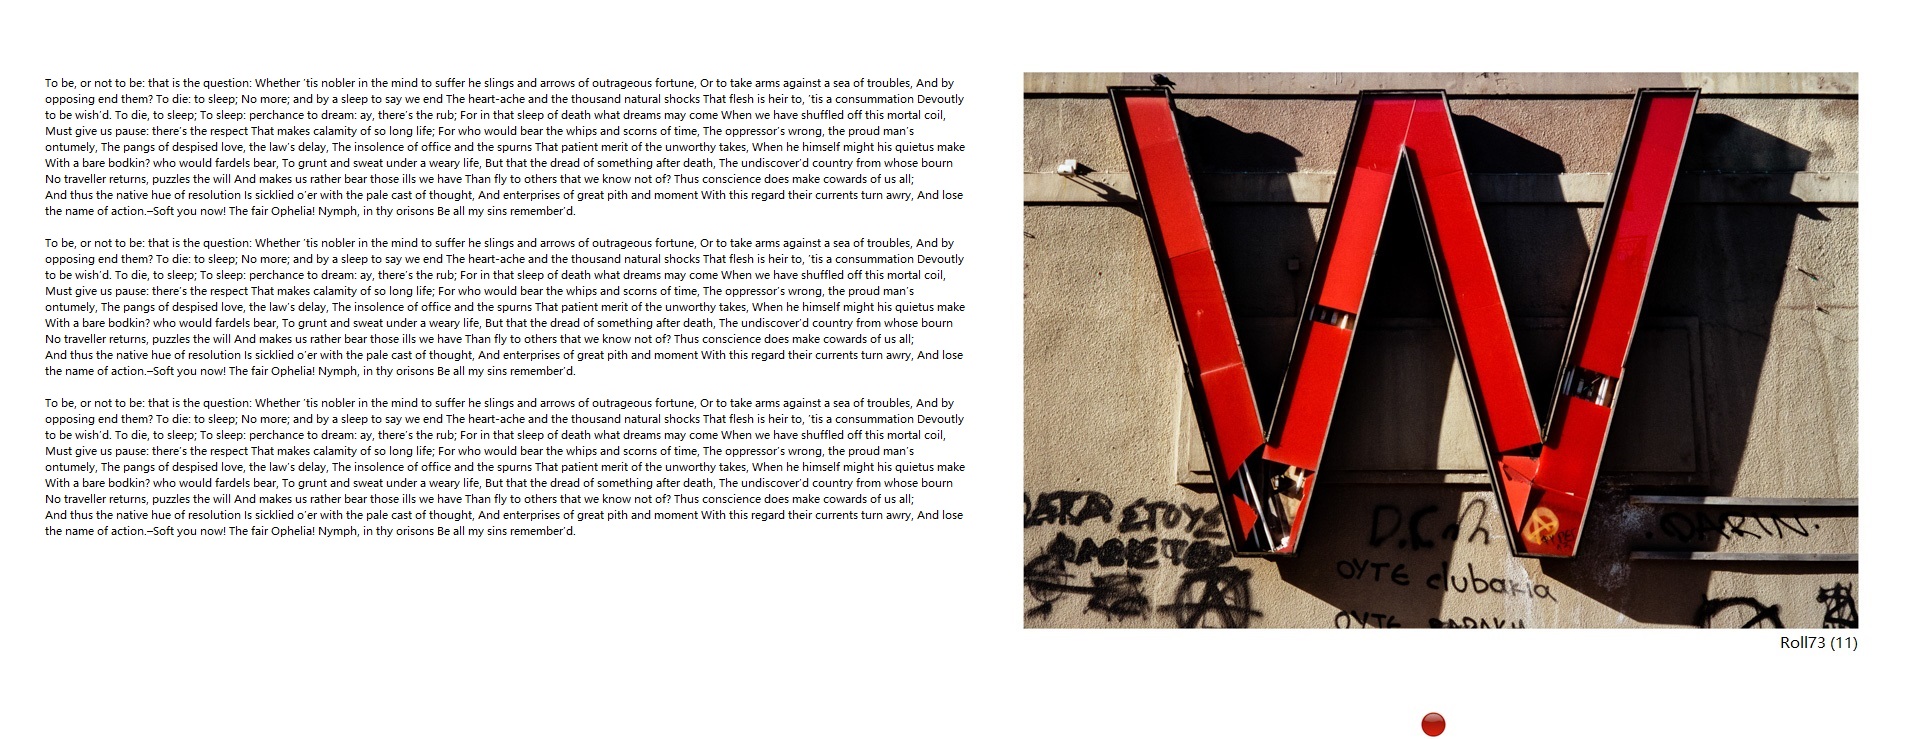 To be, or not to be: that is the question: Whether 'tis nobler in the mind to suffer he slings and arrows of outrageous fortune, Or to take arms against a sea of troubles, And by
opposing end them? To die: to sleep; No more; and by a sleep to say we end The heart-ache and the thousand natural shocks That flesh is heir to, 'tis a consummation Devoutly
to be wish'd. To die, to sleep; To sleep: perchance to dream: ay, there's the rub; For in that sleep of death what dreams may come When we have shuffled off this mortal coil,
Must give us pause: there's the respect That makes calamity of so long life; For who would bear the whips and scorns of time, The oppressor's wrong, the proud man's
ontumely, The pangs of despised love, the law's delay, The insolence of office and the spurns That patient merit of the unworthy takes, When he himself might his quietus make
With a bare bodkin? who would fardels bear, To grunt and sweat under a weary life, But that the dread of something after death, The undiscover'd country from whose bourn
No traveller returns, puzzles the will And makes us rather bear those ills we have Than fly to others that we know not of? Thus conscience does make cowards of us all;
And thus the native hue of resolution Is sicklied o'er with the pale cast of thought, And enterprises of great pith and moment With this regard their currents turn awry, And lose
the name of action.–Soft you now! The fair Ophelia! Nymph, in thy orisons Be all my sins remember'd.
To be, or not to be: that is the question: Whether 'tis nobler in the mind to suffer he slings and arrows of outrageous fortune, Or to take arms against a sea of troubles, And by
opposing end them? To die: to sleep; No more; and by a sleep to say we end The heart-ache and the thousand natural shocks That flesh is heir to, 'tis a consummation Devoutly
to be wish'd. To die, to sleep; To sleep: perchance to dream: ay, there's the rub; For in that sleep of death what dreams may come When we have shuffled off this mortal coil,
Must give us pause: there's the respect That makes calamity of so long life; For who would bear the whips and scorns of time, The oppressor's wrong, the proud man's
ontumely, The pangs of despised love, the law's delay, The insolence of office and the spurns That patient merit of the unworthy takes, When he himself might his quietus make
With a bare bodkin? who would fardels bear, To grunt and sweat under a weary life, But that the dread of something after death, The undiscover'd country from whose bourn
No traveller returns, puzzles the will And makes us rather bear those ills we have Than fly to others that we know not of? Thus conscience does make cowards of us all;
And thus the native hue of resolution Is sicklied o'er with the pale cast of thought, And enterprises of great pith and moment With this regard their currents turn awry, And lose
the name of action.–Soft you now! The fair Ophelia! Nymph, in thy orisons Be all my sins remember'd.
To be, or not to be: that is the question: Whether 'tis nobler in the mind to suffer he slings and arrows of outrageous fortune, Or to take arms against a sea of troubles, And by
opposing end them? To die: to sleep; No more; and by a sleep to say we end The heart-ache and the thousand natural shocks That flesh is heir to, 'tis a consummation Devoutly
to be wish'd. To die, to sleep; To sleep: perchance to dream: ay, there's the rub; For in that sleep of death what dreams may come When we have shuffled off this mortal coil,
Must give us pause: there's the respect That makes calamity of so long life; For who would bear the whips and scorns of time, The oppressor's wrong, the proud man's
ontumely, The pangs of despised love, the law's delay, The insolence of office and the spurns That patient merit of the unworthy takes, When he himself might his quietus make
With a bare bodkin? who would fardels bear, To grunt and sweat under a weary life, But that the dread of something after death, The undiscover'd country from whose bourn
No traveller returns, puzzles the will And makes us rather bear those ills we have Than fly to others that we know not of? Thus conscience does make cowards of us all;
And thus the native hue of resolution Is sicklied o'er with the pale cast of thought, And enterprises of great pith and moment With this regard their currents turn awry, And lose
the name of action.–Soft you now! The fair Ophelia! Nymph, in thy orisons Be all my sins remember'd.
W
ΟΥΤΕ clubακια
ΟΥΤΕ
Roll73 (11)